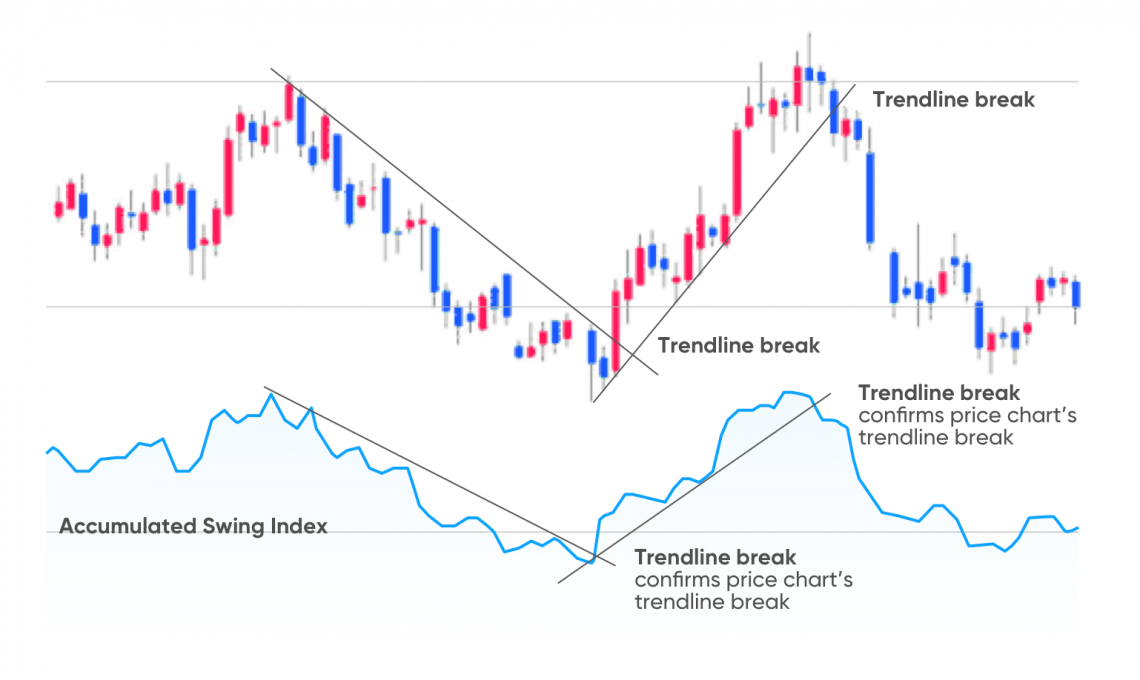 Trendline break
Trendline break
Trendline break
confirms price chart’s
trendline break
Accumulated Swing Index
Trendline break
confirms price chart’s
trendline break